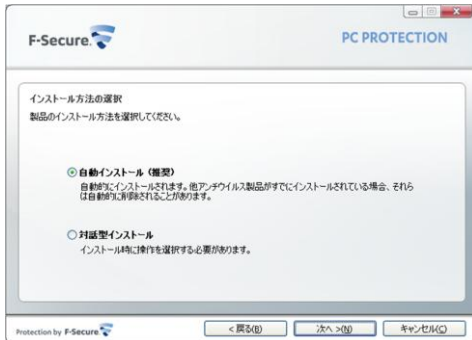 F-Secure.
PC PROTECTION
インストール方法の選択
製品のインストール方法を選択してください。
自動インストール (推奨)
自動的にインストールされます。他アンチウイルス製品がすでにインストールされている場合、それら
は自動的に削除されることがあります。
対話型インストール
インストール時に操作を選択する必要があります。
Protection by F-Secure
< 戻る(B)
次へ >(N)
キャンセル(C)